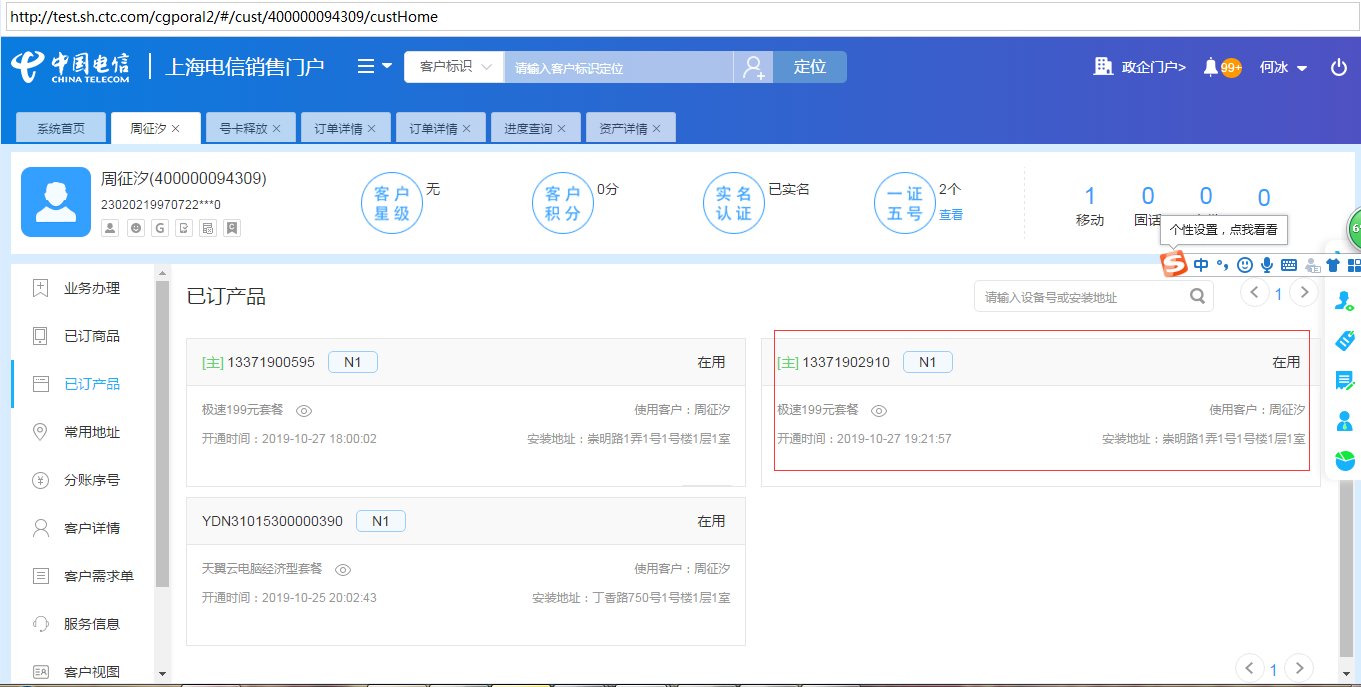 http://test.sh.ctc.com/cgporal2/#/cust/400000094309/custHome
中国电信
CHINA TELECOM
上海电信销售门户
客户标识
请输入客户标识定位
定位
政企门户>
99+
何冰
系统首页
周征汐 ×
号卡释放 ×
订单详情 ×
订单详情 ×
进度查询 ×
资产详情 ×
周征汐(400000094309)
23020219970722***0
G
客户
星级
无
客户
积分
0分
实名
认证
已实名
一证
五号
2个
查看
1
移动
0
固话
0
0
个性设置，点我看看
中
业务办理
已订商品
已订产品
常用地址
分账序号
客户详情
客户需求单
服务信息
客户视图
已订产品
请输入设备号或安装地址
1
[主] 13371900595
N1
在用
极速199元套餐
使用客户：周征汐
开通时间：2019-10-27 18:00:02
安装地址：崇明路1弄1号1号楼1层1室
[主] 13371902910
N1
在用
极速199元套餐
使用客户：周征汐
开通时间：2019-10-27 19:21:57
安装地址：崇明路1弄1号1号楼1层1室
YDN31015300000390
N1
在用
天翼云电脑经济型套餐
使用客户：周征汐
开通时间：2019-10-25 20:02:43
安装地址：丁香路750号1号楼1层1室
1